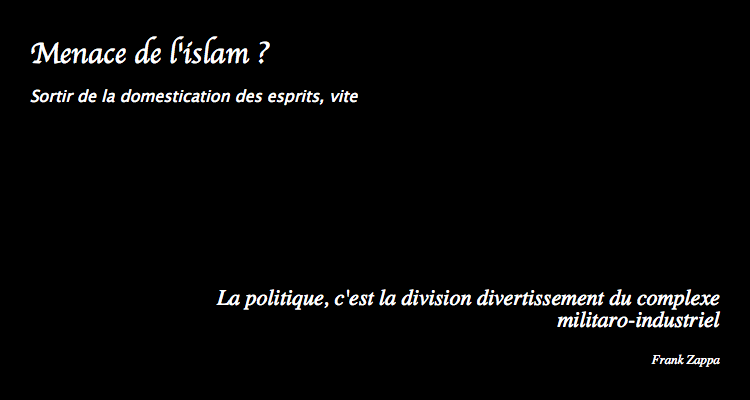 Menace de l'islam ?
Sortir de la domestication des esprits, vite
La politique, c'est la division divertissement du complexe
militaro-industriel
Frank Zappa